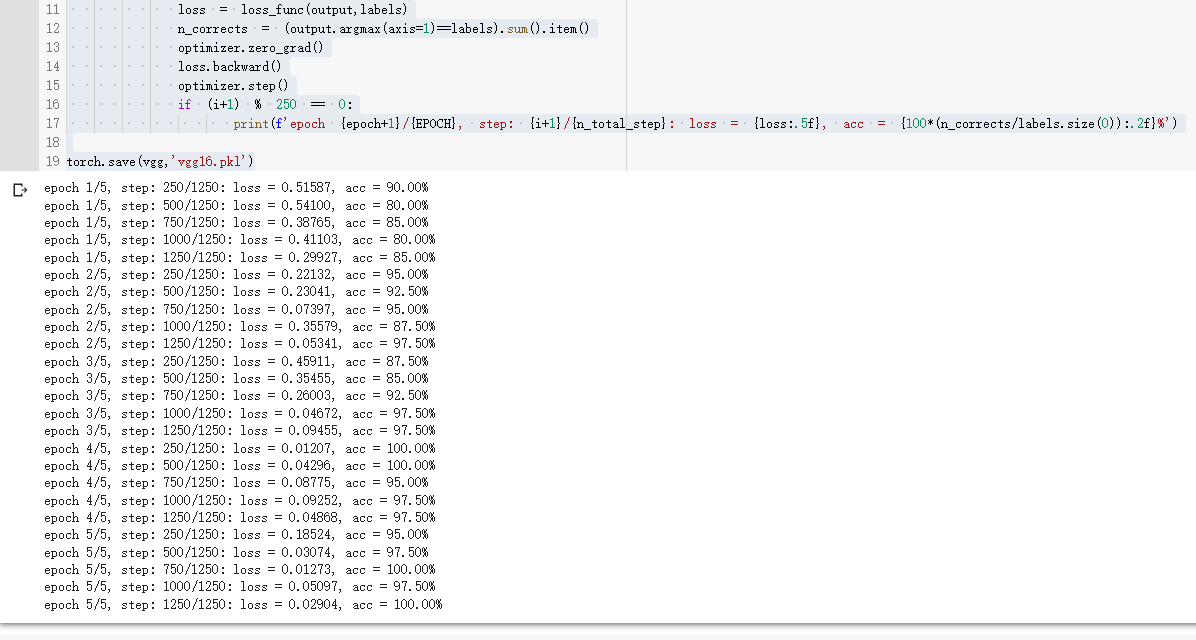 11 loss = loss_func(output,labels)
12 n_corrects = (output.argmax(axis=1)==labels).sum().item()
13 optimizer.zero_grad()
14 loss.backward()
15 optimizer.step()
16 if (i+1) % 250 == 0:
17 print(f'epoch {epoch+1}/{EPOCH}, step: {i+1}/{n_total_step}: loss = {loss:.5f}, acc = {100*(n_corrects/labels.size(0)):.2f}%')
18
19 torch.save(vgg,'vgg16.pkl')
epoch 1/5, step: 250/1250: loss = 0.51587, acc = 90.00%
epoch 1/5, step: 500/1250: loss = 0.54100, acc = 80.00%
epoch 1/5, step: 750/1250: loss = 0.38765, acc = 85.00%
epoch 1/5, step: 1000/1250: loss = 0.41103, acc = 80.00%
epoch 1/5, step: 1250/1250: loss = 0.29927, acc = 85.00%
epoch 2/5, step: 250/1250: loss = 0.22132, acc = 95.00%
epoch 2/5, step: 500/1250: loss = 0.23041, acc = 92.50%
epoch 2/5, step: 750/1250: loss = 0.07397, acc = 95.00%
epoch 2/5, step: 1000/1250: loss = 0.35579, acc = 87.50%
epoch 2/5, step: 1250/1250: loss = 0.05341, acc = 97.50%
epoch 3/5, step: 250/1250: loss = 0.45911, acc = 87.50%
epoch 3/5, step: 500/1250: loss = 0.35455, acc = 85.00%
epoch 3/5, step: 750/1250: loss = 0.26003, acc = 92.50%
epoch 3/5, step: 1000/1250: loss = 0.04672, acc = 97.50%
epoch 3/5, step: 1250/1250: loss = 0.09455, acc = 97.50%
epoch 4/5, step: 250/1250: loss = 0.01207, acc = 100.00%
epoch 4/5, step: 500/1250: loss = 0.04296, acc = 100.00%
epoch 4/5, step: 750/1250: loss = 0.08775, acc = 95.00%
epoch 4/5, step: 1000/1250: loss = 0.09252, acc = 97.50%
epoch 4/5, step: 1250/1250: loss = 0.04868, acc = 97.50%
epoch 5/5, step: 250/1250: loss = 0.18524, acc = 95.00%
epoch 5/5, step: 500/1250: loss = 0.03074, acc = 97.50%
epoch 5/5, step: 750/1250: loss = 0.01273, acc = 100.00%
epoch 5/5, step: 1000/1250: loss = 0.05097, acc = 97.50%
epoch 5/5, step: 1250/1250: loss = 0.02904, acc = 100.00%